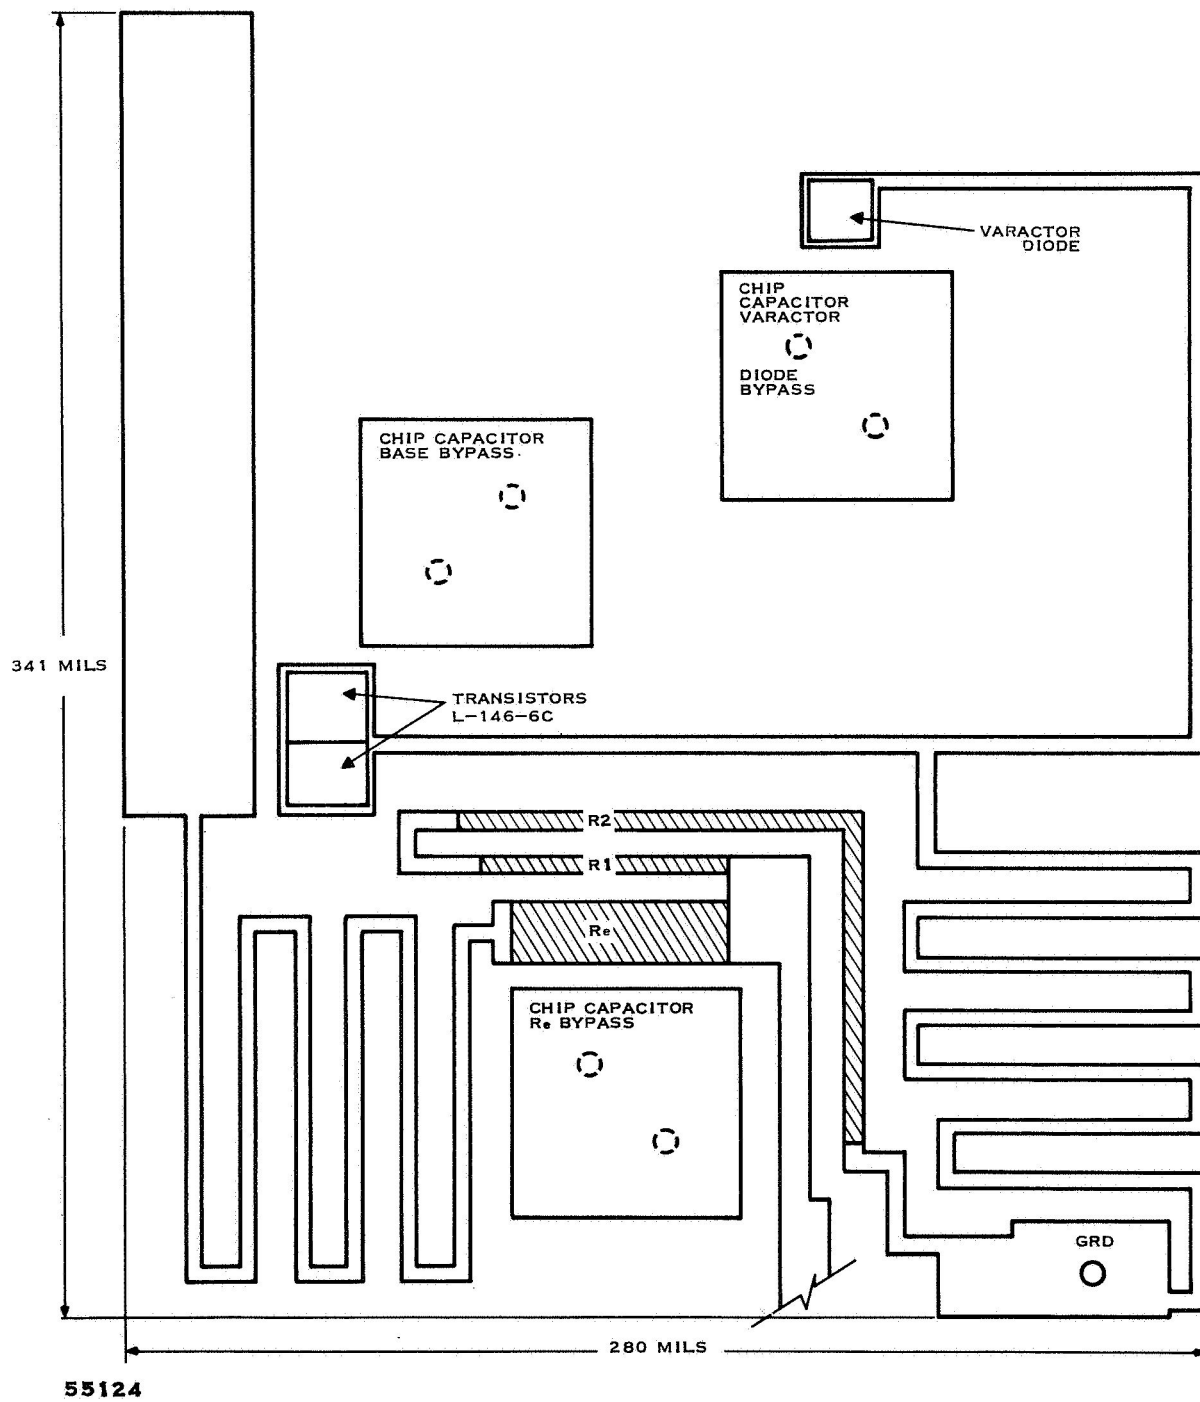 VARACTOR
DIODE
CHIP
CAPACITOR
VARACTOR
DIODE
BYPASS
CHIP CAPACITOR
BASE BYPASS
341 MILS
TRANSISTORS
L-146-6C
R2
R1
Re
CHIP CAPACITOR
Re BYPASS
GRD
280 MILS
55124